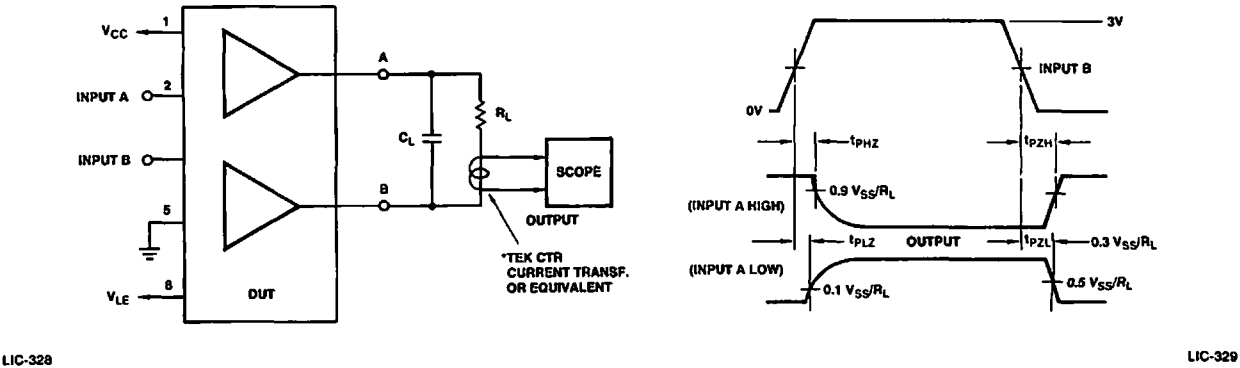 VCC
1
INPUT A
2
INPUT B
5
VLE
8
DUT
A
B
CL
RL
SCOPE
OUTPUT
*TEK CTR
CURRENT TRANSF.
OR EQUIVALENT
LIC-328
3V
INPUT B
0V
tPHZ
tPZH
0.9 VSS/RL
(INPUT A HIGH)
tPLZ
OUTPUT
tPZL
0.3 VSS/RL
(INPUT A LOW)
0.1 VSS/RL
0.5 VSS/RL
LIC-329